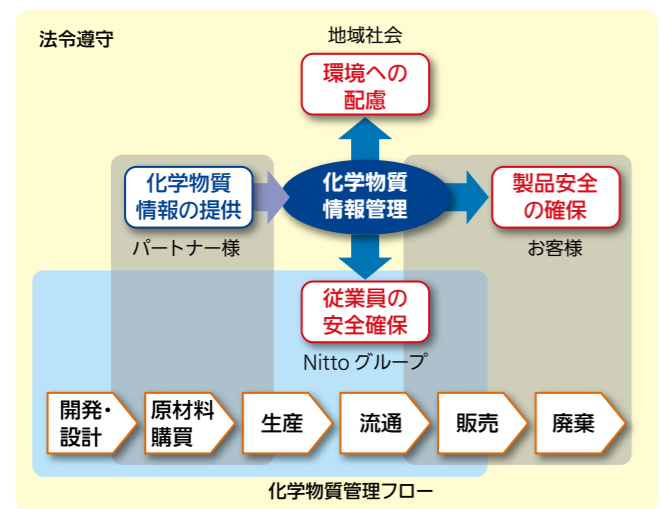 法令遵守
地域社会
環境への
配慮
化学物質
情報の提供
パートナー様
化学物質
情報管理
製品安全
の確保
お客様
従業員の
安全確保
Nitto グループ
開発・
設計
原材料
購買
生産
流通
販売
廃棄
化学物質管理フロー